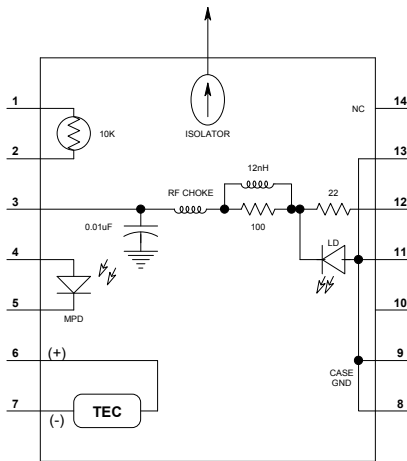 1
14
NC
10K
ISOLATOR
2
13
12nH
RF CHOKE
22
3
12
0.01uF
100
LD
4
11
5
10
MPD
6
(+)
9
CASE
GND
7
(-)
TEC
8